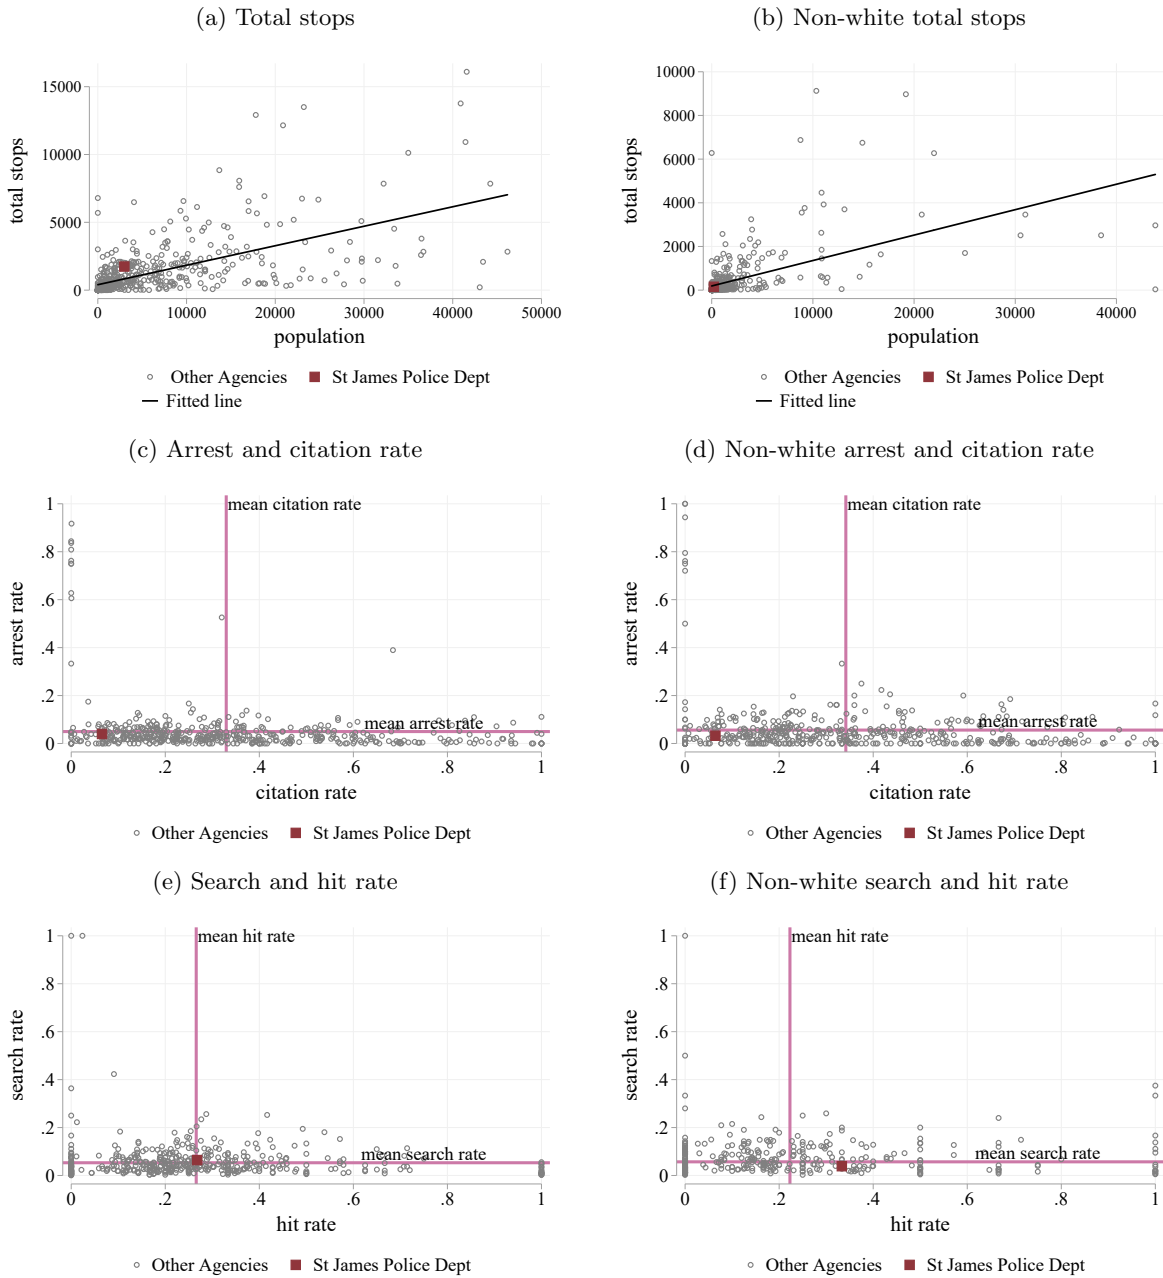 (a) Total stops
(b) Non-white total stops
total stops
15000
10000
5000
0
0 10000 20000 30000 40000 50000
population
Other Agencies St James Police Dept
Fitted line
total stops
10000
8000
6000
4000
2000
0
0 10000 20000 30000 40000
population
Other Agencies St James Police Dept
Fitted line
(c) Arrest and citation rate
(d) Non-white arrest and citation rate
arrest rate
1
.8
.6
.4
.2
0
mean citation rate
mean arrest rate
0 .2 .4 .6 .8 1
citation rate
Other Agencies St James Police Dept
arrest rate
1
.8
.6
.4
.2
0
mean citation rate
mean arrest rate
0 .2 .4 .6 .8 1
citation rate
Other Agencies St James Police Dept
(e) Search and hit rate
(f) Non-white search and hit rate
search rate
1
.8
.6
.4
.2
0
mean hit rate
mean search rate
0 .2 .4 .6 .8 1
hit rate
Other Agencies St James Police Dept
search rate
1
.8
.6
.4
.2
0
mean hit rate
mean search rate
0 .2 .4 .6 .8 1
hit rate
Other Agencies St James Police Dept